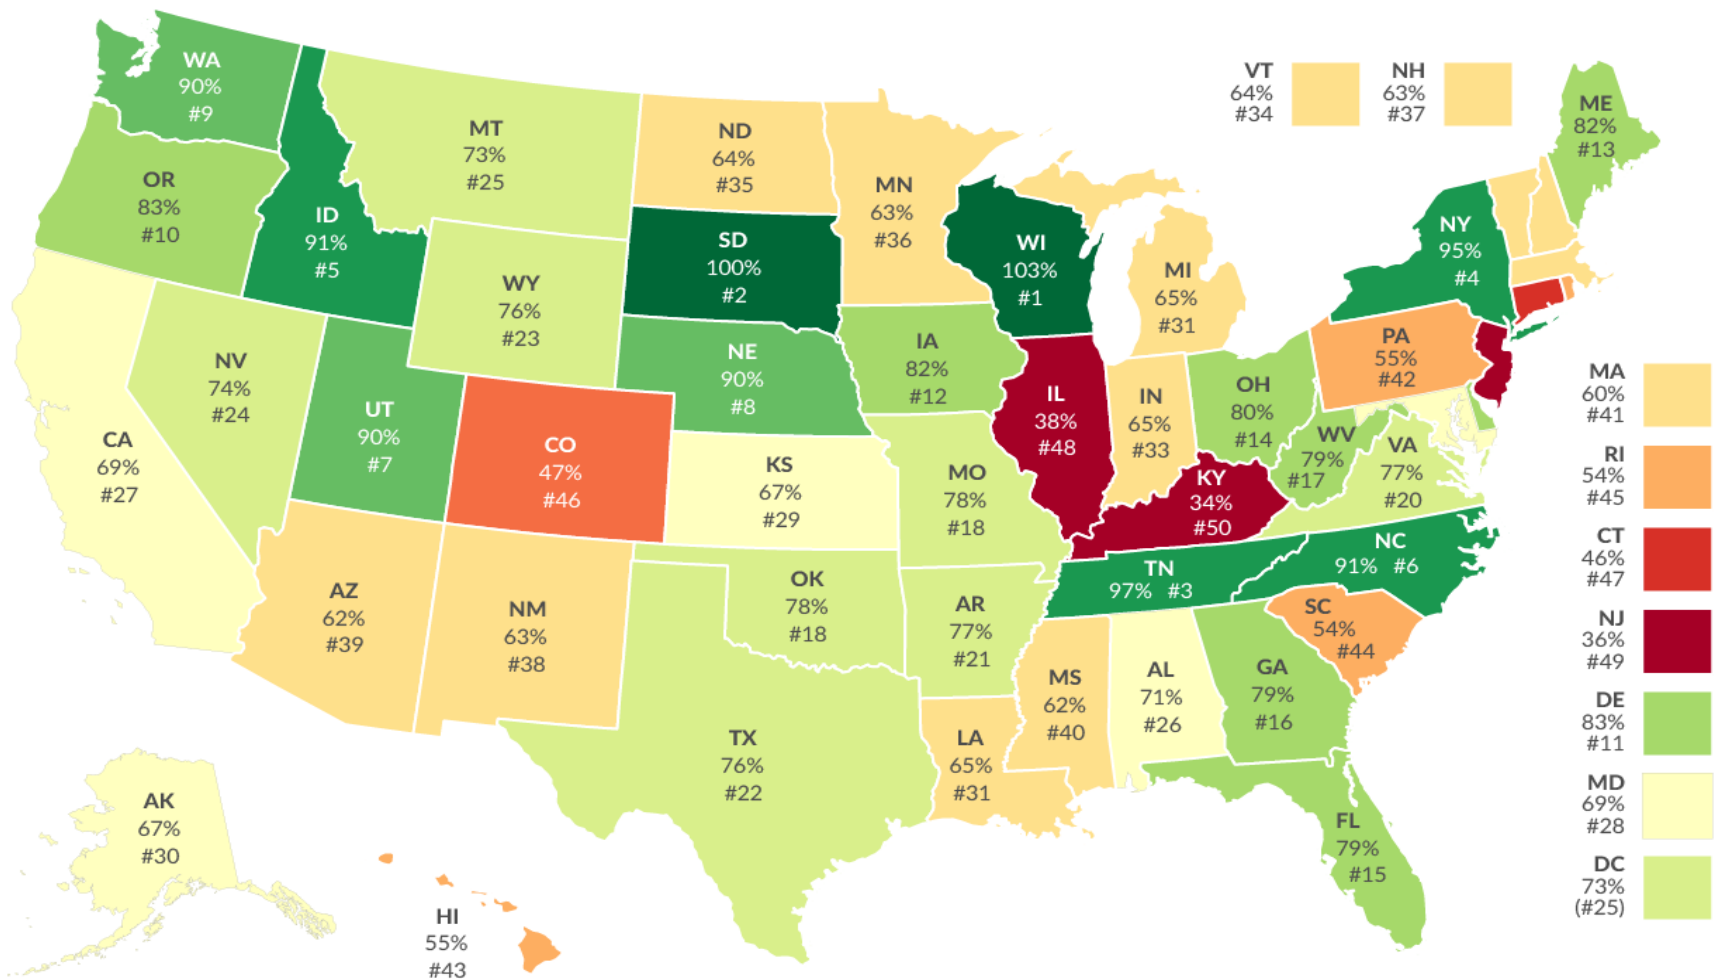 WA
90%
#9
OR
83%
#10
ID
91%
#5
MT
73%
#25
ND
64%
#35
MN
63%
#36
SD
100%
#2
WI
103%
#1
MI
65%
#31
VT
64%
#34
NH
63%
#37
ME
82%
#13
NY
95%
#4
WY
76%
#23
NV
74%
#24
UT
90%
#7
CA
69%
#27
CO
47%
#46
NE
90%
#8
IA
82%
#12
KS
67%
#29
MO
78%
#18
IL
38%
#48
IN
65%
#33
OH
80%
#14
PA
55%
#42
WV
79%
#17
VA
77%
#20
KY
34%
#50
TN
97% #3
NC
91% #6
SC
54%
#44
AZ
62%
#39
NM
63%
#38
OK
78%
#18
AR
77%
#21
TX
76%
#22
LA
65%
#31
MS
62%
#40
AL
71%
#26
GA
79%
#16
FL
79%
#15
AK
67%
#30
HI
55%
#43
MA
60%
#41
RI
54%
#45
CT
46%
#47
NJ
36%
#49
DE
83%
#11
MD
69%
#28
DC
73%
(#25)